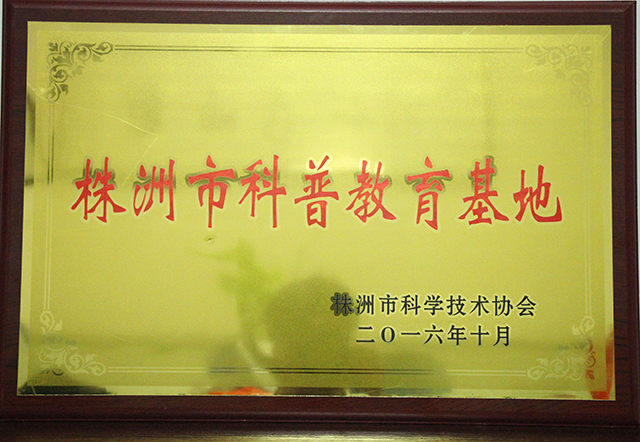 株洲市科普教育基地
株洲市科学技术协会
二〇一六年十月